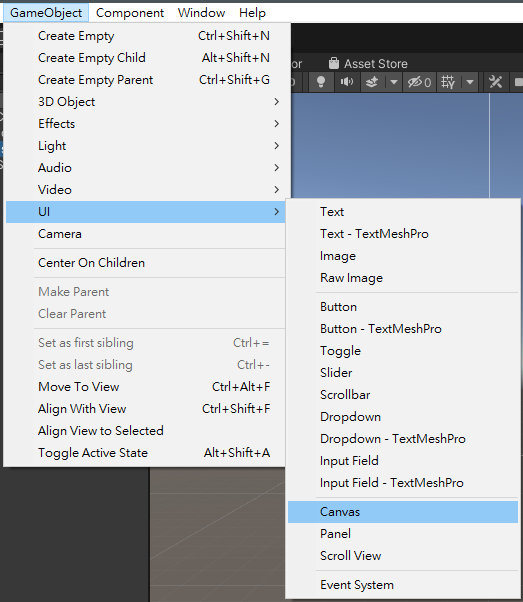 GameObject Component Window Help
Create Empty Ctrl+Shift+N
Create Empty Child Alt+Shift+N
Create Empty Parent Ctrl+Shift+G
3D Object
Effects
Light
Audio
Video
UI
Camera
Center On Children
Make Parent
Clear Parent
Set as first sibling Ctrl+=
Set as last sibling Ctrl+-
Move To View Ctrl+Alt+F
Align With View Ctrl+Shift+F
Align View to Selected
Toggle Active State Alt+Shift+A
Asset Store
0
Text
Text - TextMeshPro
Image
Raw Image
Button
Button - TextMeshPro
Toggle
Slider
Scrollbar
Dropdown
Dropdown - TextMeshPro
Input Field
Input Field - TextMeshPro
Canvas
Panel
Scroll View
Event System